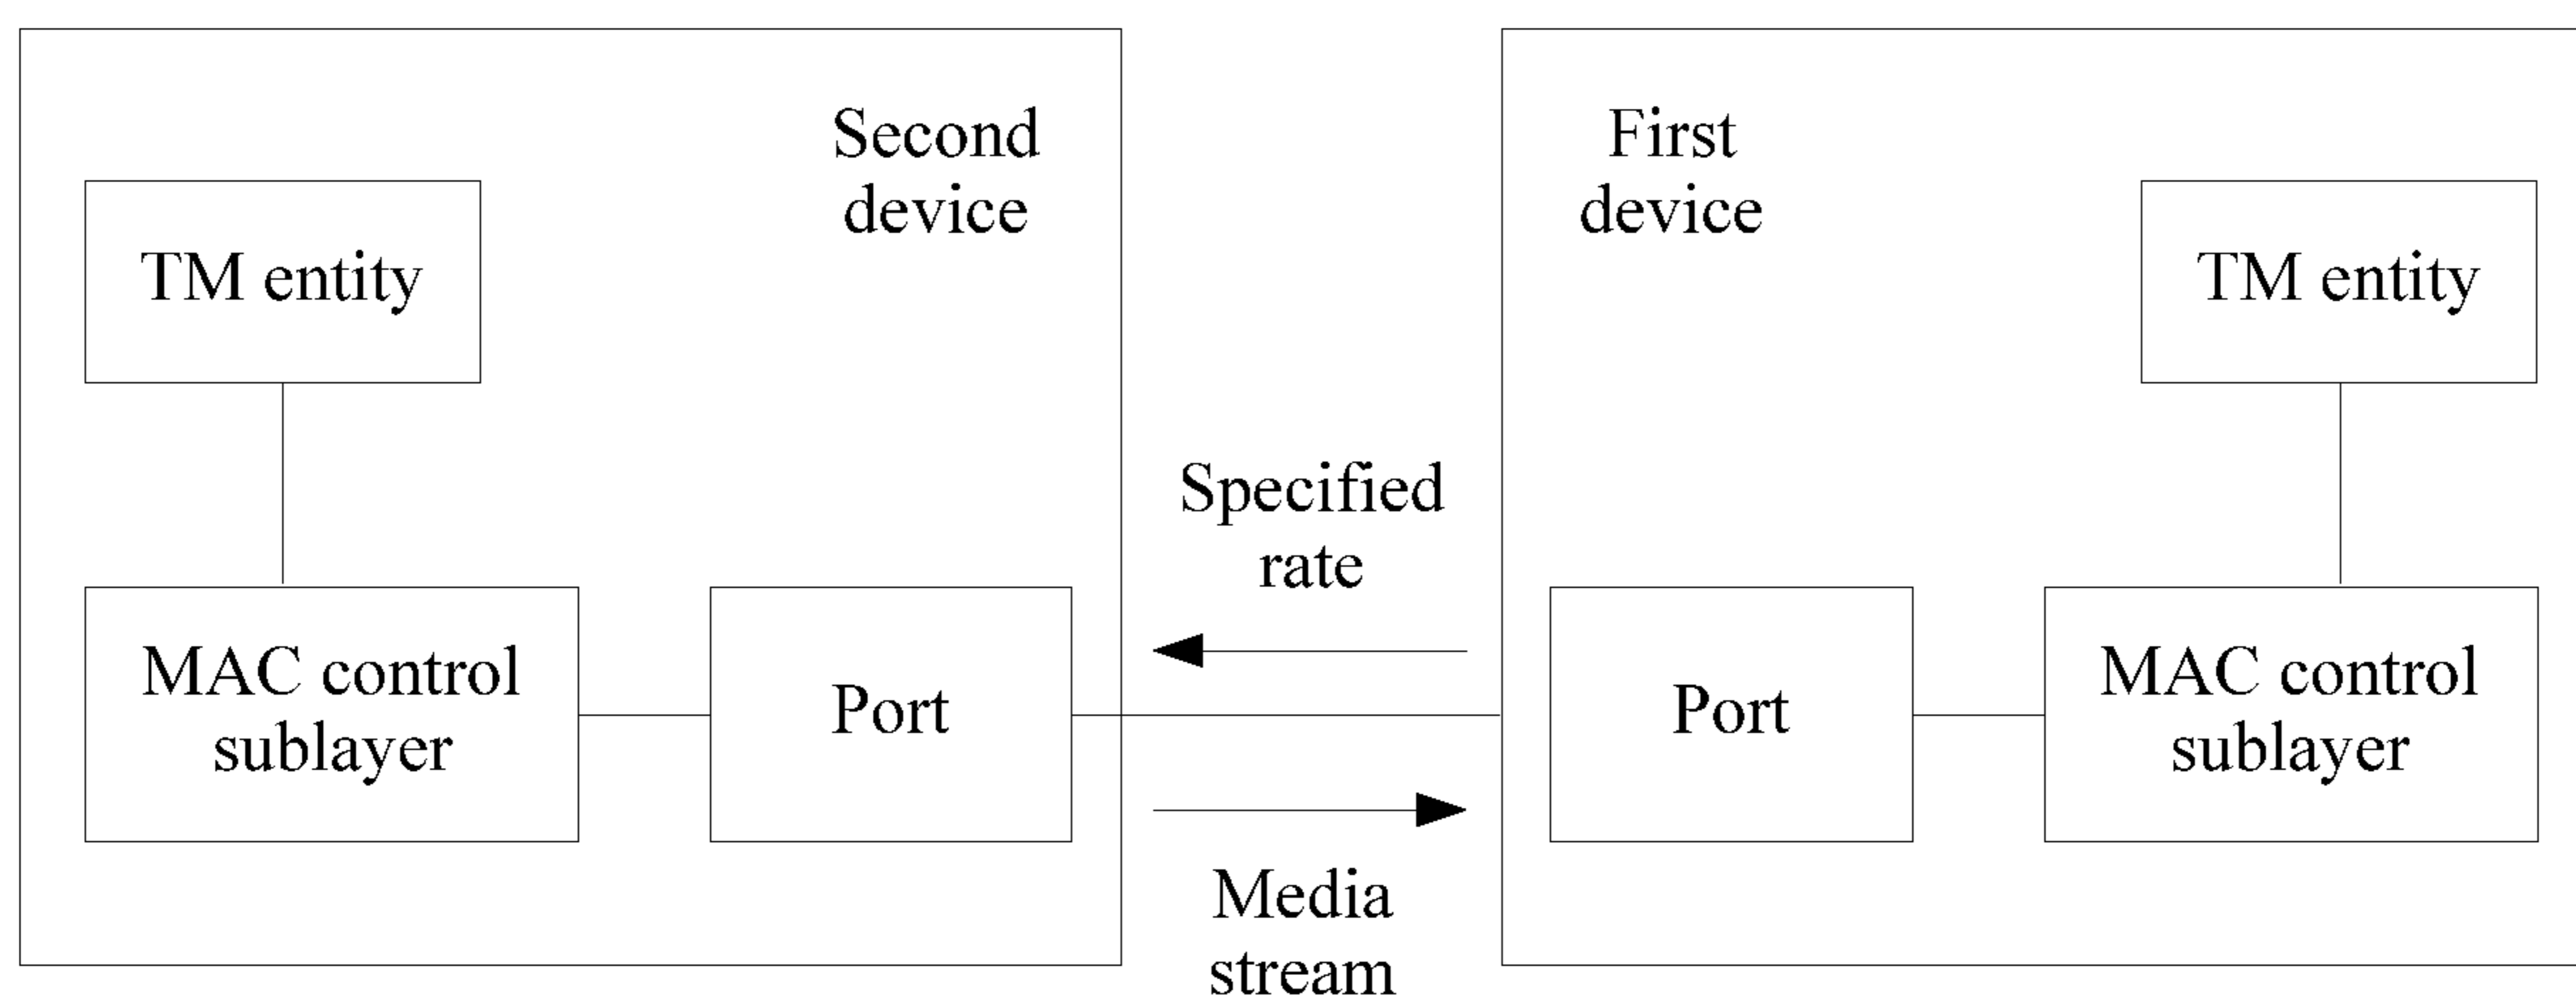 Second
device
TM entity
MAC control
sublayer
Port
Specified
rate
Media
stream
First
device
TM entity
Port
MAC control
sublayer